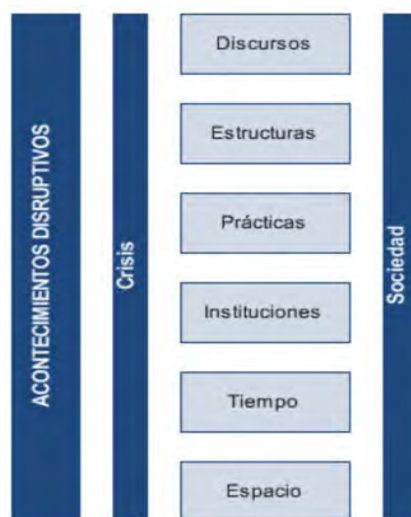 ACONTECIMIENTOS DISRUPTIVOS
Crisis
Discursos
Estructuras
Prácticas
Instituciones
Tiempo
Espacio
Sociedad